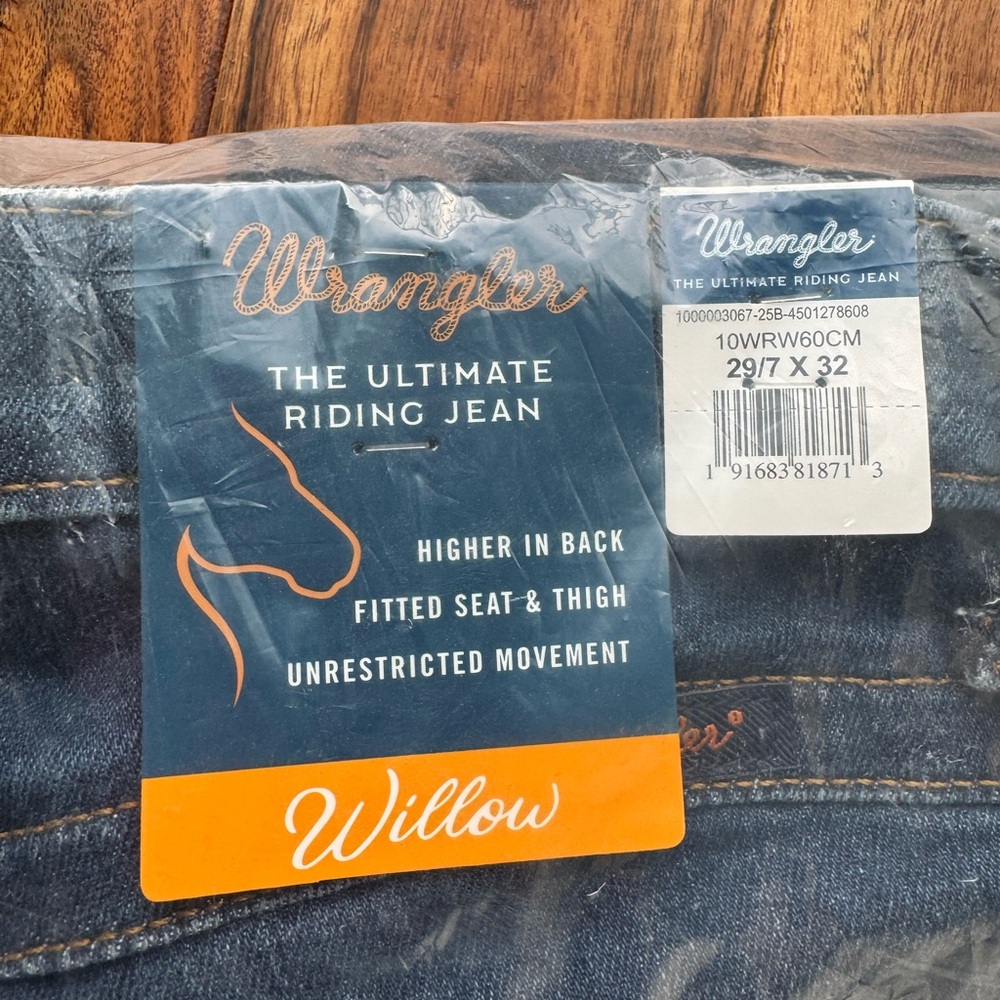 Wrangler
THE ULTIMATE
RIDING JEAN
HIGHER IN BACK
FITTED SEAT & THIGH
UNRESTRICTED MOVEMENT
Willow
Wrangler
THE ULTIMATE RIDING JEAN
1000003067-25B-4501278608
10WRW60CM
29/7 X 32
1 91683 81871 3
ler®